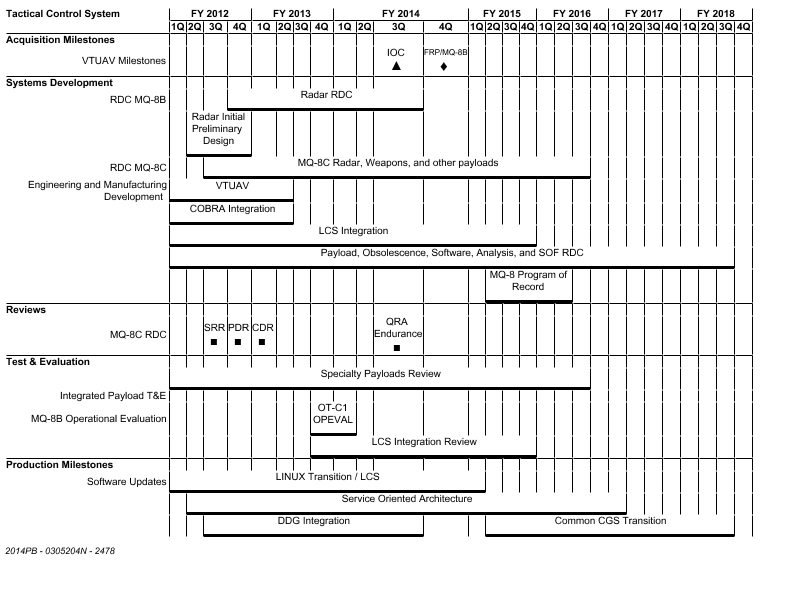 Tactical Control System FY 2012 FY 2013 FY 2014 FY 2015 FY 2016 FY 2017 FY 2018
1Q 2Q 3Q 4Q 1Q 2Q 3Q 4Q 1Q 2Q 3Q 4Q 1Q 2Q 3Q 4Q 1Q 2Q 3Q 4Q 1Q 2Q 3Q 4Q 1Q 2Q 3Q 4Q
Acquisition Milestones
VTUAV Milestones
IOC
FRP/MQ-8B
Systems Development
RDC MQ-8B
Radar RDC
Radar Initial
Preliminary
Design
RDC MQ-8C
MQ-8C Radar, Weapons, and other payloads
Engineering and Manufacturing
Development
VTUAV
COBRA Integration
LCS Integration
Payload, Obsolescence, Software, Analysis, and SOF RDC
MQ-8 Program of
Record
Reviews
MQ-8C RDC
SRR PDR CDR
QRA
Endurance
Test & Evaluation
Specialty Payloads Review
Integrated Payload T&E
MQ-8B Operational Evaluation
OT-C1
OPEVAL
LCS Integration Review
Production Milestones
Software Updates
LINUX Transition / LCS
Service Oriented Architecture
DDG Integration
Common CGS Transition
2014PB - 0305204N - 2478